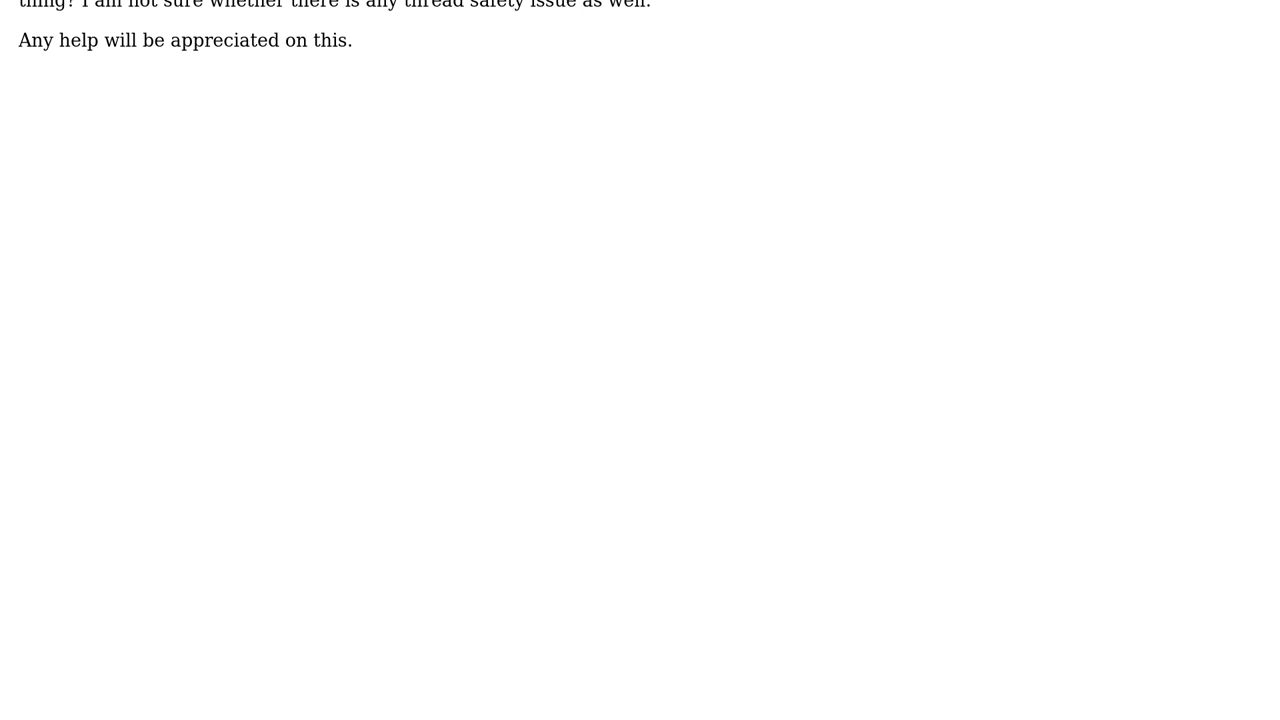 thing? I am not sure whether there is any thread safety issue as well.
Any help will be appreciated on this.